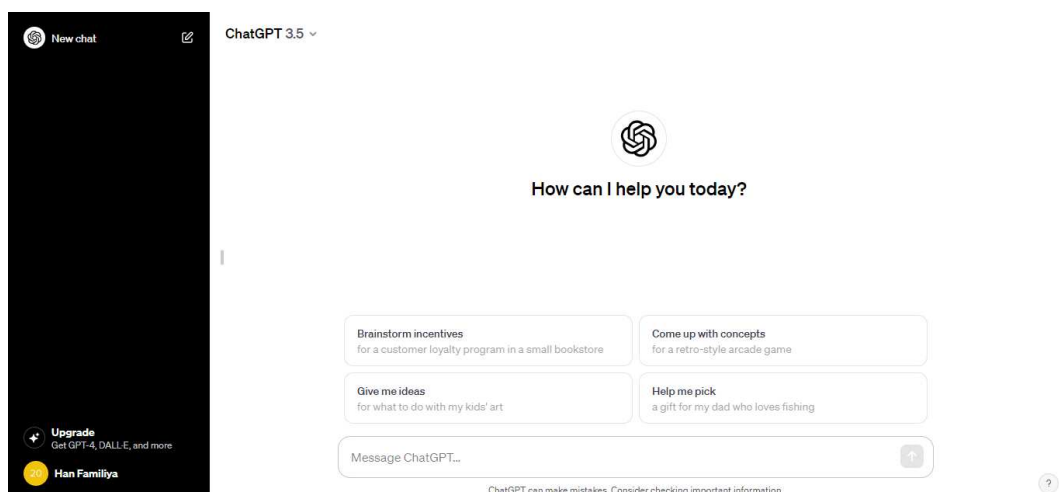 New chat
ChatGPT 3.5
How can I help you today?
Brainstorm incentives
for a customer loyalty program in a small bookstore
Come up with concepts
for a retro-style arcade game
Give me ideas
for what to do with my kids' art
Help me pick
a gift for my dad who loves fishing
Upgrade
Get GPT-4, DALL·E, and more
20 Han Familiya
Message ChatGPT...
ChatGPT can make mistakes. Consider checking important information.
?